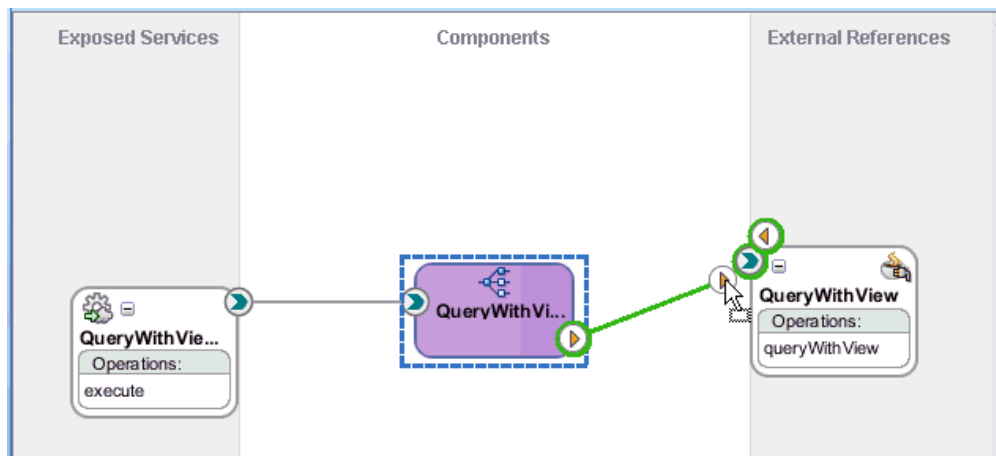 Exposed Services
Components
External References
QueryWithVie...
Operations:
execute
QueryWithVi...
QueryWithView
Operations:
queryWithView